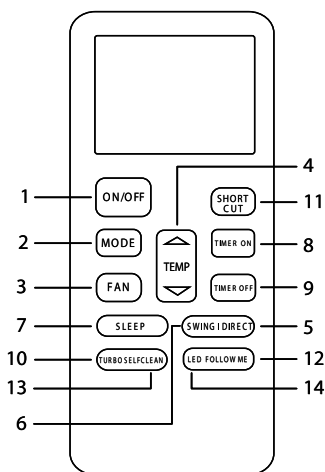 4
1
ON/OFF
SHORT
CUT
11
2
MODE
TEMP
TIMER ON
8
3
FAN
TIMER OFF
9
7
SLEEP
SWING I DIRECT
5
10
TURBO SELFCLEAN
LED FOLLOW ME
12
13
14
6